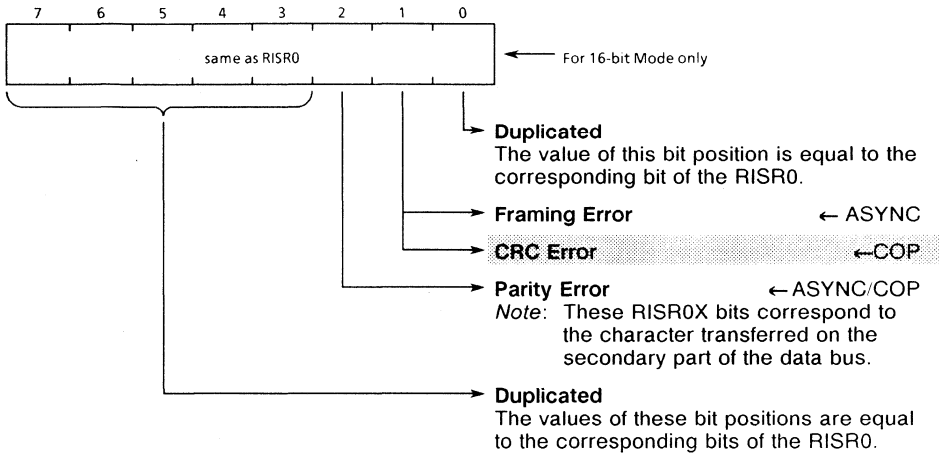 7 6 5 4 3 2 1 0
same as RISR0
← For 16-bit Mode only
Duplicated
The value of this bit position is equal to the
corresponding bit of the RISR0.
Framing Error ← ASYNC
CRC Error ←COP
Parity Error ← ASYNC/COP
Note: These RISR0X bits correspond to
the character transferred on the
secondary part of the data bus.
Duplicated
The values of these bit positions are equal
to the corresponding bits of the RISR0.